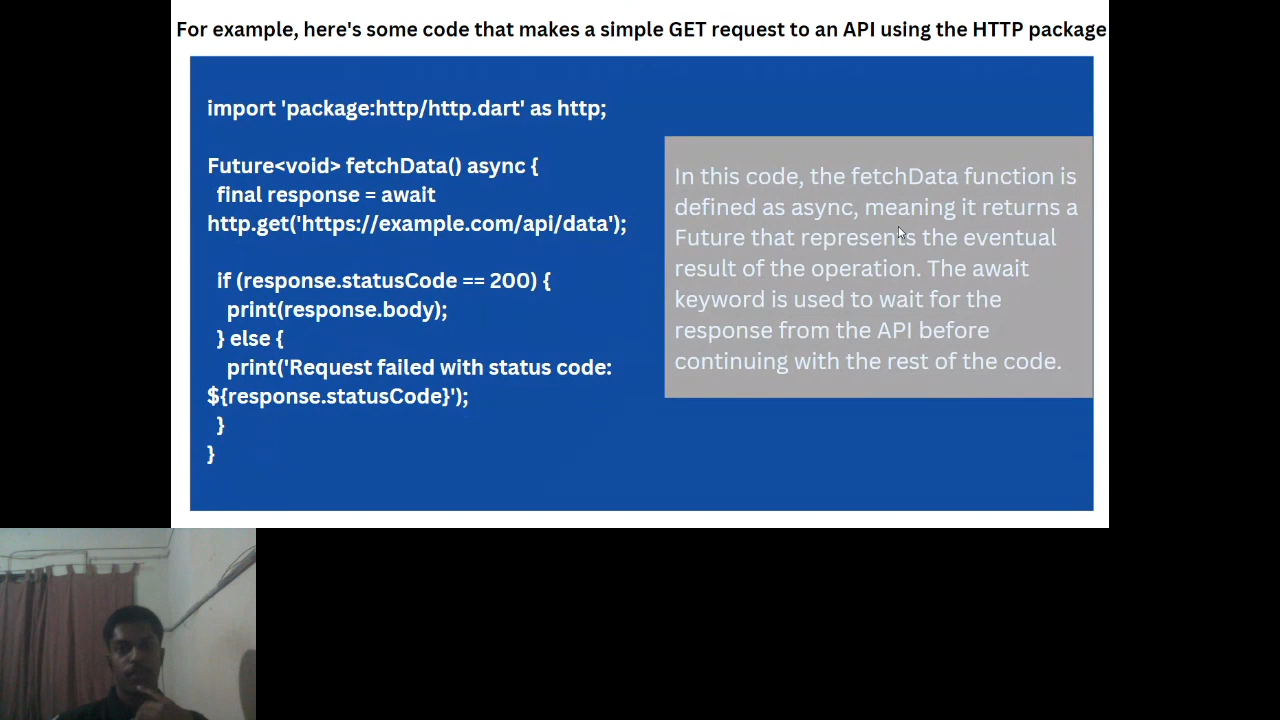 For example, here's some code that makes a simple GET request to an API using the HTTP package
import 'package:http/http.dart' as http;
Future<void> fetchData() async {
final response = await
http.get('https://example.com/api/data');
if (response.statusCode == 200) {
print(response.body);
} else {
print('Request failed with status code:
${response.statusCode}');
}
}
In this code, the fetchData function is
defined as async, meaning it returns a
Future that represents the eventual
result of the operation. The await
keyword is used to wait for the
response from the API before
continuing with the rest of the code.